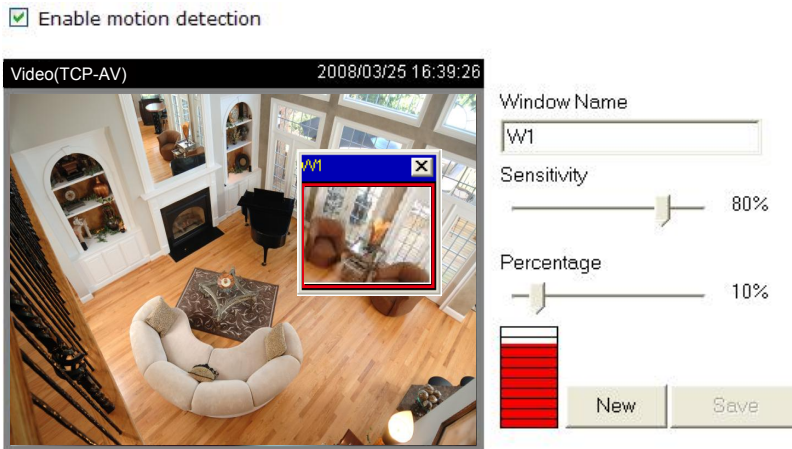 Enable motion detection
Video(TCP-AV) 2008/03/25 16:39:26
W1
Window Name
W1
Sensitivity
80%
Percentage
10%
New Save